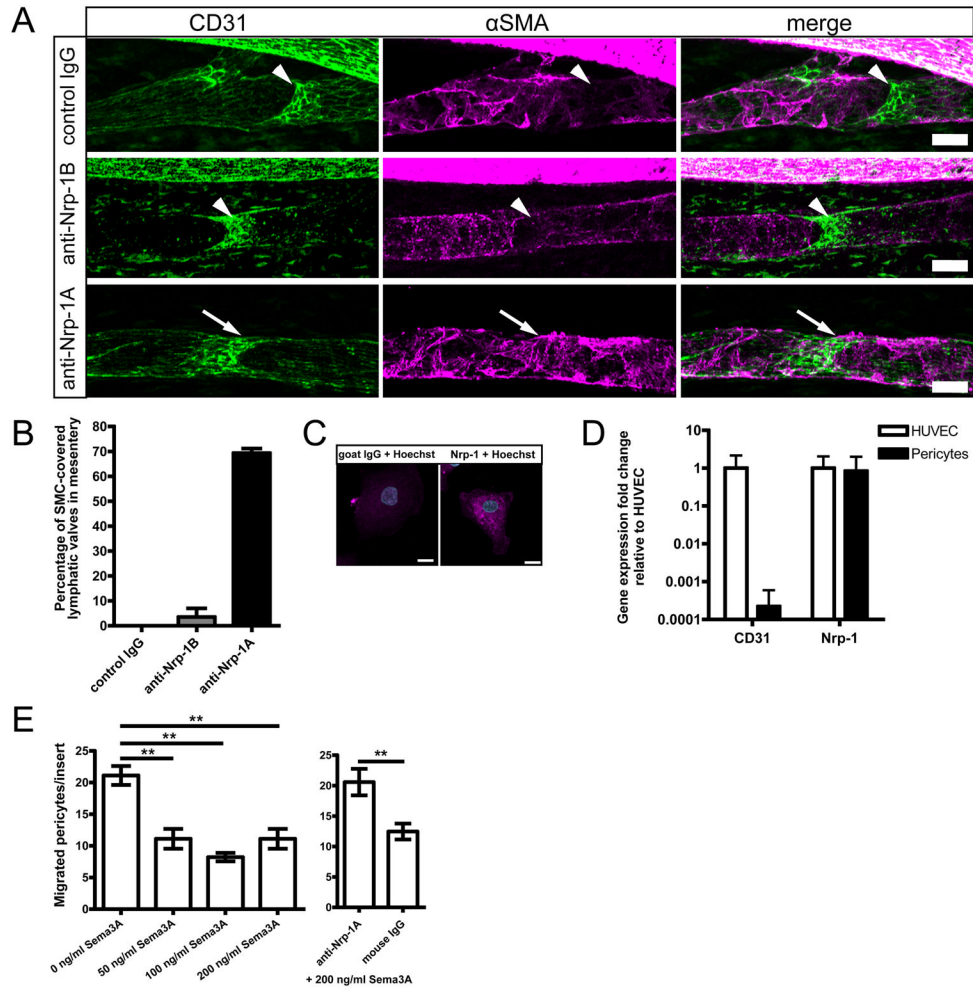 A
CD31
αSMA
merge
control IgG
anti-Nrp-1B
anti-Nrp-1A
B
Percentage of SMC-covered
lymphatic valves in mesentery
80
70
60
50
40
30
20
10
0
control IgG
anti-Nrp-1B
anti-Nrp-1A
C
goat IgG + Hoechst
Nrp-1 + Hoechst
D
Gene expression fold change
relative to HUVEC
10
1
0.1
0.01
0.001
0.0001
CD31
Nrp-1
HUVEC
Pericytes
E
Migrated pericytes/insert
25
20
15
10
5
0
**
**
**
0 ng/ml Sema3A
50 ng/ml Sema3A
100 ng/ml Sema3A
200 ng/ml Sema3A
25
20
15
10
5
0
**
anti-Nrp-1A
mouse IgG
+ 200 ng/ml Sema3A